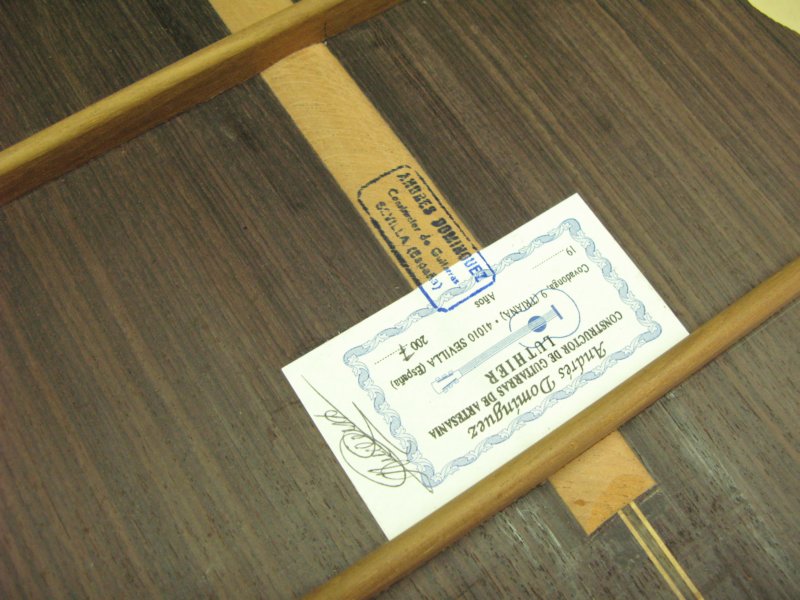 ANDRES DOMINGUEZ
Constructor de Guitarras
SEVILLA, (España)
Andrés Domínguez
CONSTRUCTOR DE GUITARRAS DE ARTESANIA
LUTHIER
Covadonga, 9 (TRIANA), • 41010 SEVILLA (España)
Años
19 ............ 2007 ............